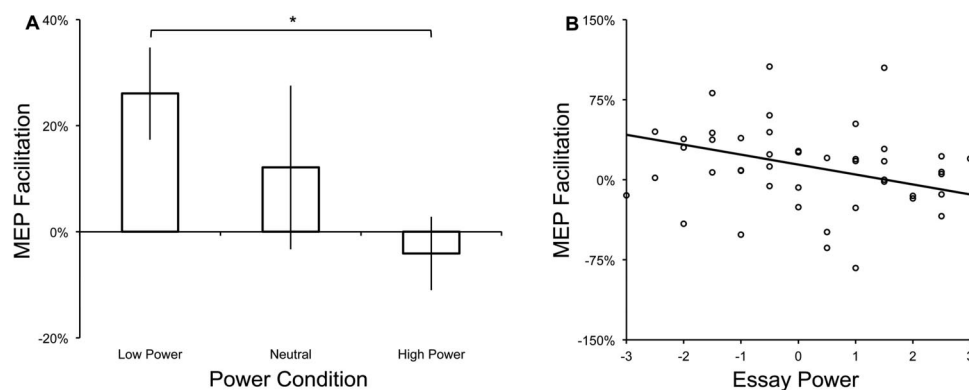 A
40%
*
20%
0%
-20%
MEP Facilitation
Low Power
Neutral
High Power
Power Condition
B
150%
75%
0%
-75%
-150%
MEP Facilitation
-3
-2
-1
0
1
2
3
Essay Power